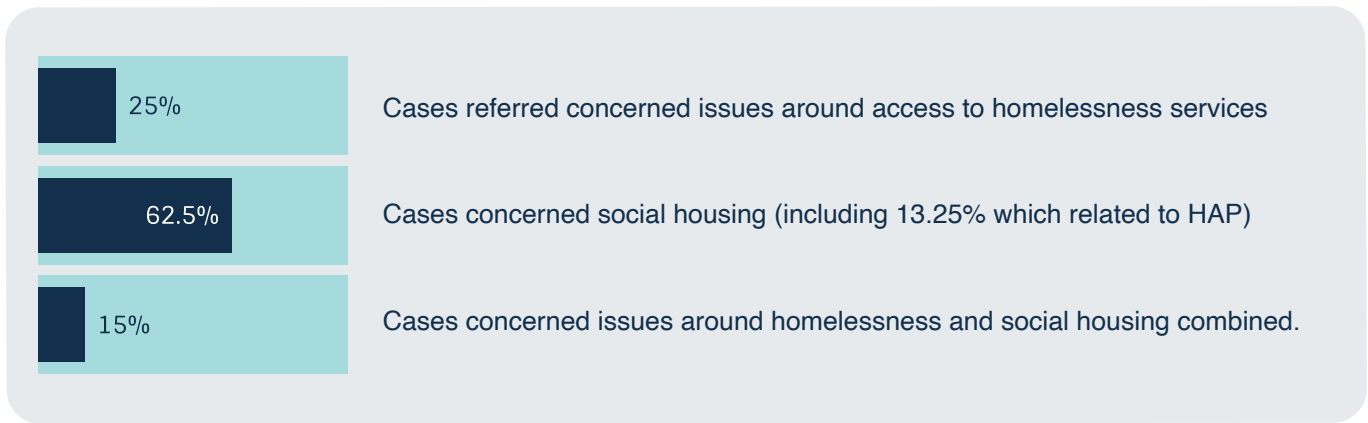 25%
Cases referred concerned issues around access to homelessness services
62.5%
Cases concerned social housing (including 13.25% which related to HAP)
15%
Cases concerned issues around homelessness and social housing combined.